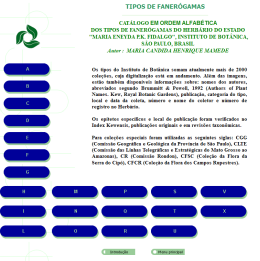 TIPOS DE FANERÓGAMAS
CATÁLOGO EM ORDEM ALFABÉTICA
DOS TIPOS DE FANERÓGAMAS DO HERBÁRIO DO ESTADO
"MARIA ENEYDA P.K. FIDALGO", INSTITUTO DE BOTÂNICA,
SÃO PAULO, BRASIL
Autor : MARIA CANDIDA HENRIQUE MAMEDE
A
B
C
D
E
F
G
Os tipos do Instituto de Botânica somam atualmente mais de 2000
coleções, cuja digitalização está em andamento. Além das imagens,
estão também disponíveis informações sobre: nomes dos autores,
abreviados segundo Brummitt & Powell, 1992 (Authors of Plant
Names. Kew, Royal Botanic Gardens), publicação, categoria do tipo,
local e data da coleta, número e nome do coletor e número de
registro no Herbário.
Os epítetos específicos e local de publicação foram verificados no
Index Kewensis, publicações originais e em revisões taxonômicas.
Para coleções especiais foram utilizadas as seguintes siglas: CGG
(Comissão Geográfica e Geológica da Província de São Paulo), CLTE
(Comissão das Linhas Telegráficas e Estratégicas do Mato Grosso ao
Amazonas), CR (Comissão Rondon), CFSC (Coleção da Flora da
Serra do Cipó), CFCR (Coleção da Flora dos Campos Rupestres).
H M P S V
I N Q T X
L O R U
Introdução Menu principal